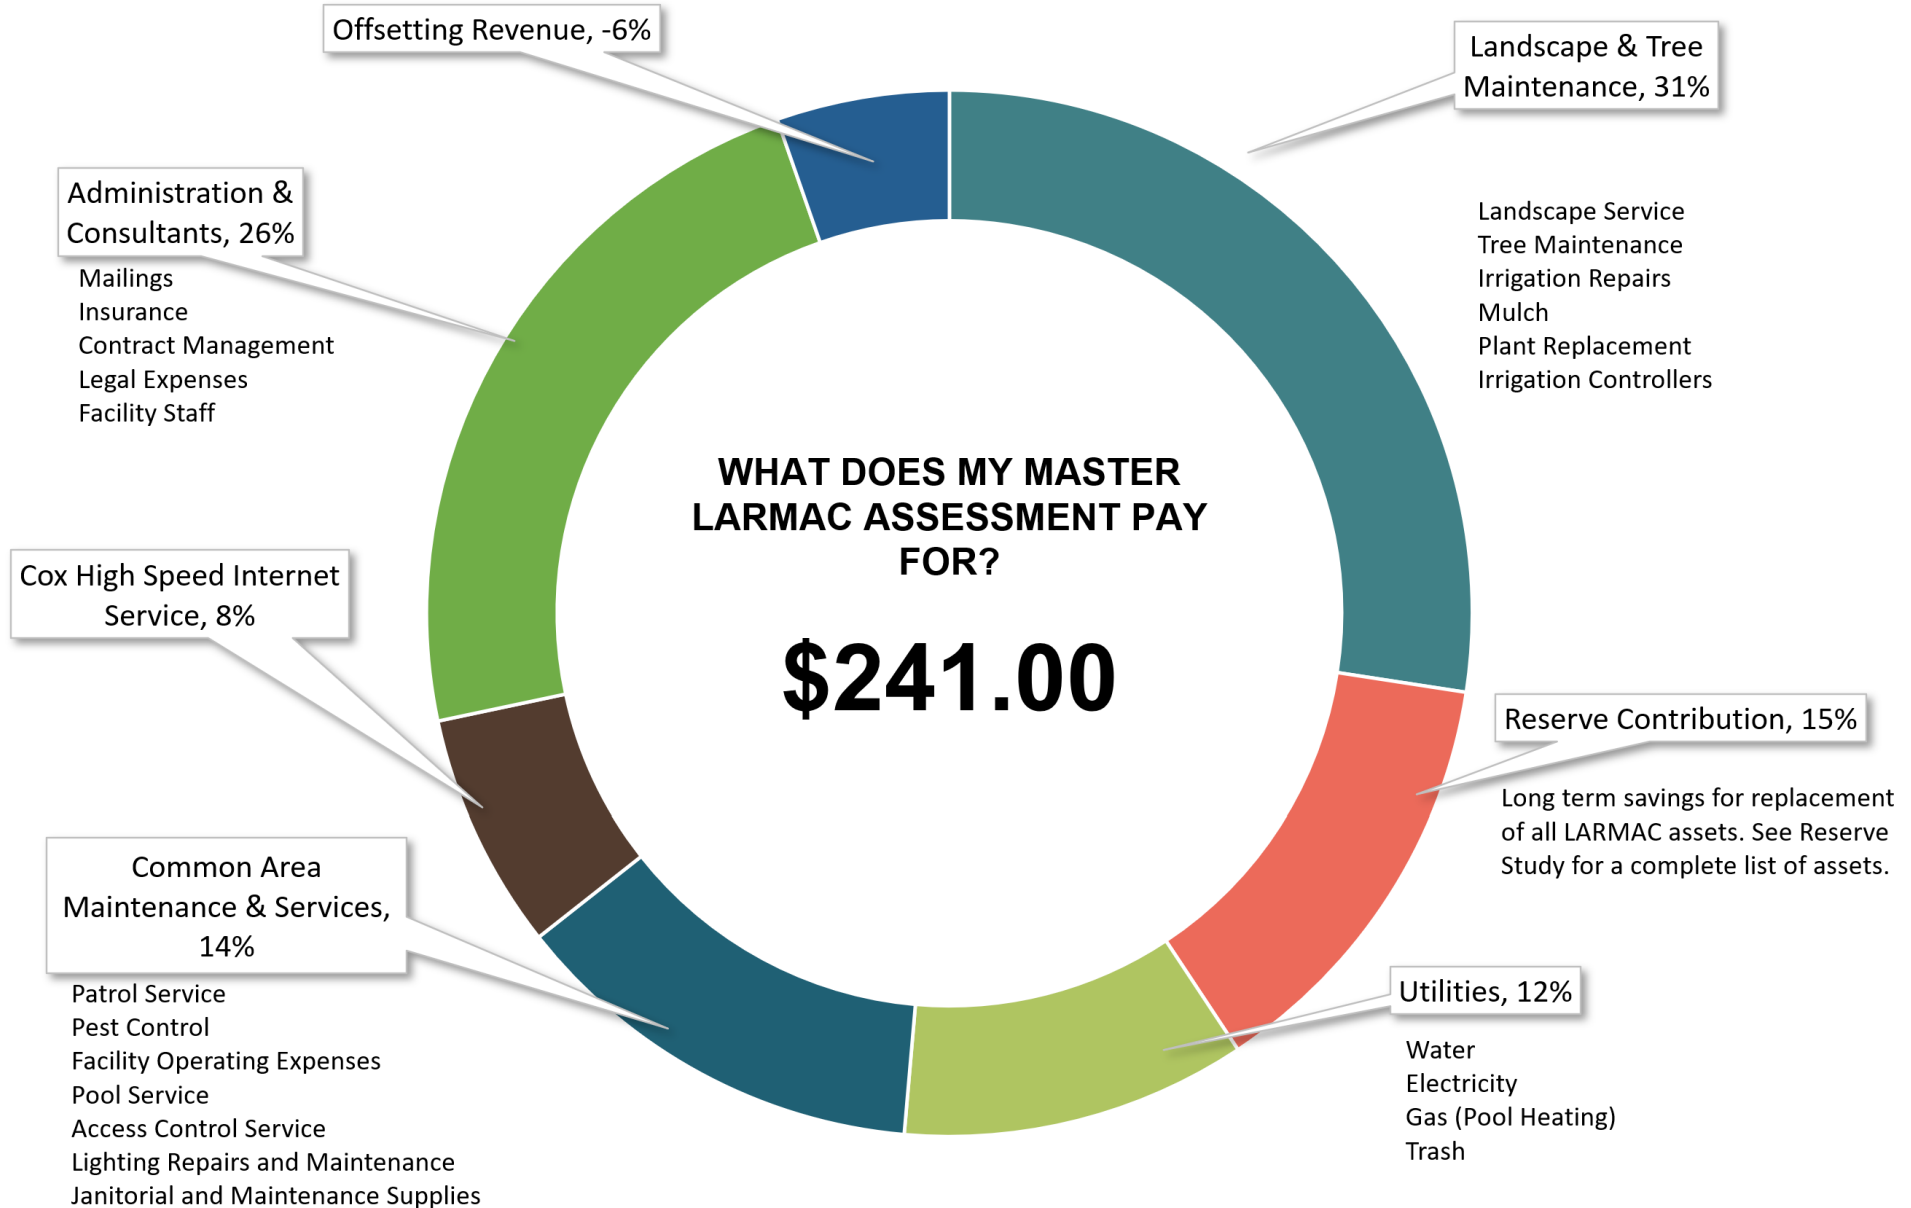 Offsetting Revenue, -6%
Landscape & Tree
Maintenance, 31%
Landscape Service
Tree Maintenance
Irrigation Repairs
Mulch
Plant Replacement
Irrigation Controllers
Administration &
Consultants, 26%
Mailings
Insurance
Contract Management
Legal Expenses
Facility Staff
WHAT DOES MY MASTER
LARMAC ASSESSMENT PAY
FOR?
$241.00
Cox High Speed Internet
Service, 8%
Reserve Contribution, 15%
Long term savings for replacement
of all LARMAC assets. See Reserve
Study for a complete list of assets.
Common Area
Maintenance & Services,
14%
Patrol Service
Pest Control
Facility Operating Expenses
Pool Service
Access Control Service
Lighting Repairs and Maintenance
Janitorial and Maintenance Supplies
Utilities, 12%
Water
Electricity
Gas (Pool Heating)
Trash